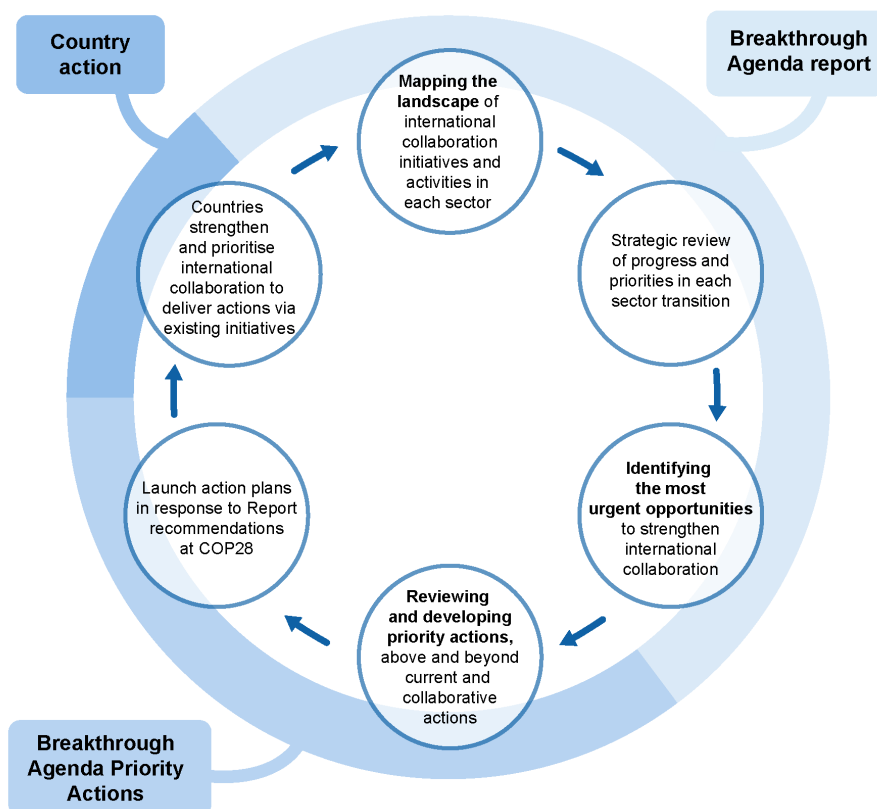 Country
action
Breakthrough
Agenda report
Mapping the
landscape of
international
collaboration
initiatives and
activities in
each sector
Strategic review
of progress and
priorities in each
sector transition
Identifying
the most
urgent opportunities
to strengthen
international
collaboration
Reviewing
and developing
priority actions,
above and beyond
current and
collaborative
actions
Launch action plans
in response to Report
recommendations
at COP28
Countries
strengthen
and prioritise
international
collaboration to
deliver actions via
existing initiatives
Breakthrough
Agenda Priority
Actions